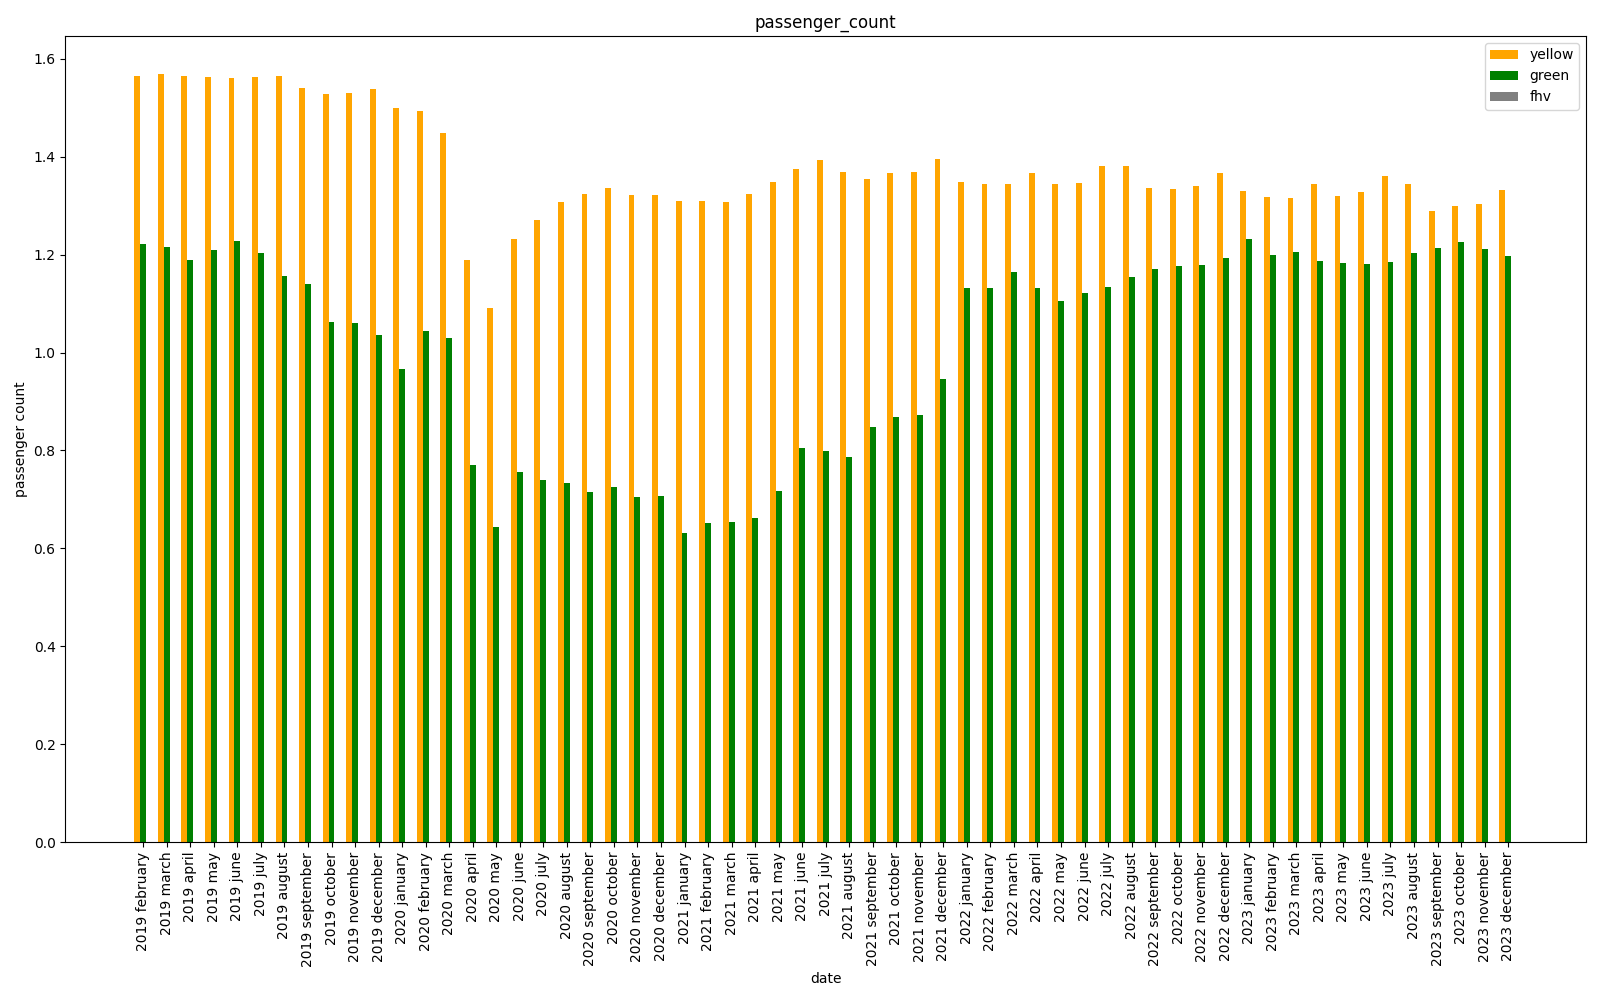 passenger_count
yellow
green
fhv
passenger count
1.6
1.4
1.2
1.0
0.8
0.6
0.4
0.2
0.0
2019 february
2019 march
2019 april
2019 may
2019 june
2019 july
2019 august
2019 september
2019 october
2019 november
2019 december
2020 january
2020 february
2020 march
2020 april
2020 may
2020 june
2020 july
2020 august
2020 september
2020 october
2020 november
2020 december
2021 january
2021 february
2021 march
2021 april
2021 may
2021 june
2021 july
2021 august
2021 september
2021 october
2021 november
2021 december
2022 january
2022 february
2022 march
2022 april
2022 may
2022 june
2022 july
2022 august
2022 september
2022 october
2022 november
2022 december
2023 january
2023 february
2023 march
2023 april
2023 may
2023 june
2023 july
2023 august
2023 september
2023 october
2023 november
2023 december
date